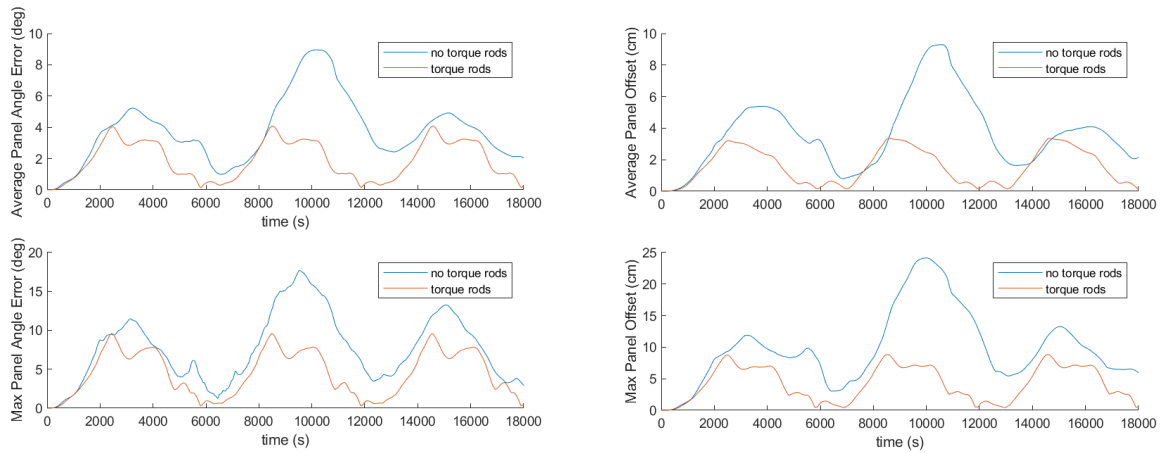 Average Panel Angle Error (deg)
10
8
6
4
2
0
no torque rods
torque rods
0 2000 4000 6000 8000 10000 12000 14000 16000 18000
time (s)
Average Panel Offset (cm)
10
8
6
4
2
0
no torque rods
torque rods
0 2000 4000 6000 8000 10000 12000 14000 16000 18000
time (s)
Max Panel Angle Error (deg)
20
15
10
5
0
no torque rods
torque rods
0 2000 4000 6000 8000 10000 12000 14000 16000 18000
time (s)
Max Panel Offset (cm)
25
20
15
10
5
0
no torque rods
torque rods
0 2000 4000 6000 8000 10000 12000 14000 16000 18000
time (s)